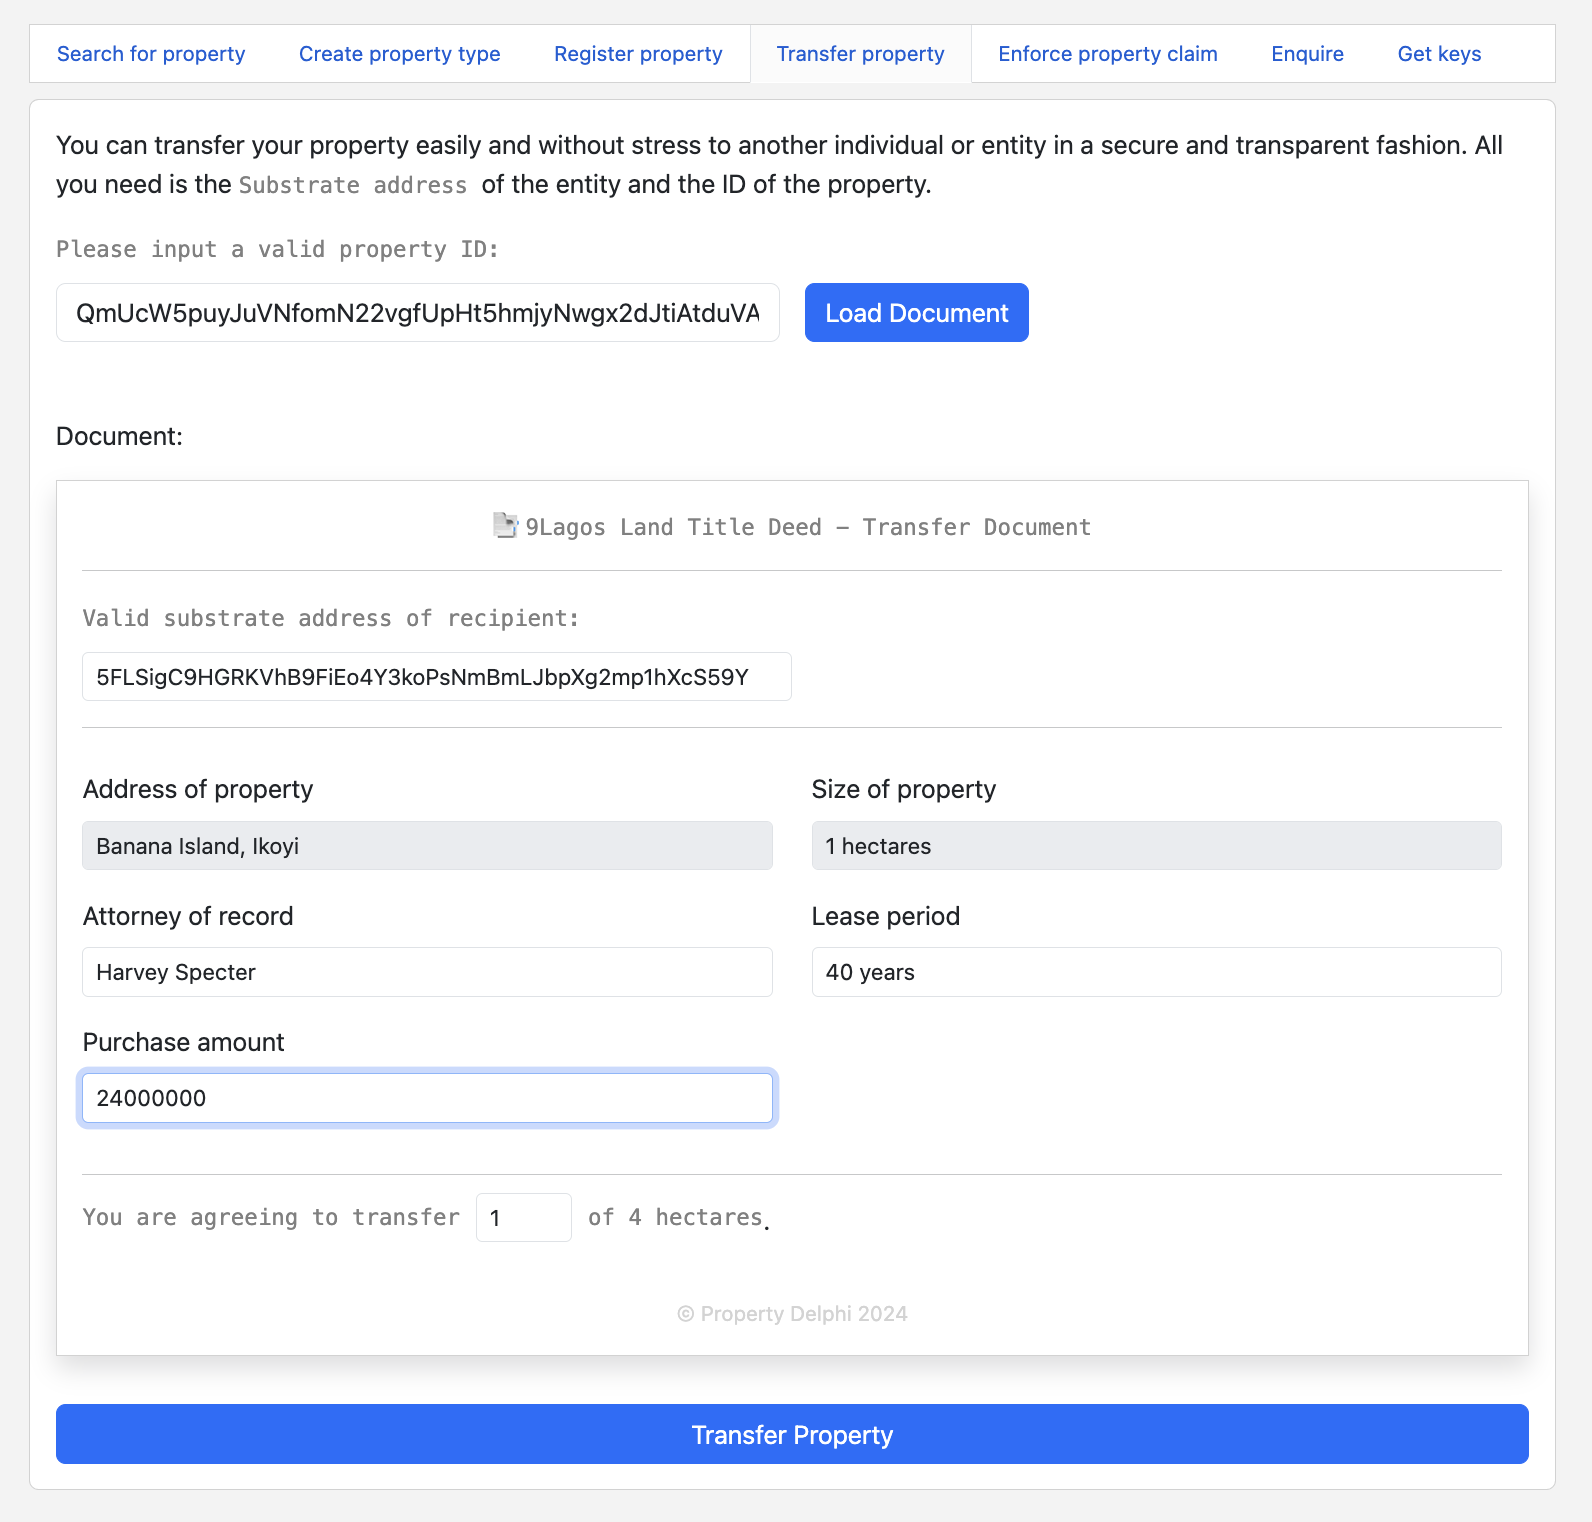 Search for property Create property type Register property Transfer property Enforce property claim Enquire Get keys
You can transfer your property easily and without stress to another individual or entity in a secure and transparent fashion. All
you need is the Substrate address of the entity and the ID of the property.
Please input a valid property ID:
QmUcW5puyJuVNfomN22vgfUpHt5hmjyNwgx2dJtiAtduVA Load Document
Document:
9Lagos Land Title Deed – Transfer Document
Valid substrate address of recipient:
5FLSigC9HGRKVhB9FiEo4Y3koPsNmBmLJbpXg2mp1hXcS59Y
Address of property Size of property
Banana Island, Ikoyi 1 hectares
Attorney of record Lease period
Harvey Specter 40 years
Purchase amount
24000000
You are agreeing to transfer 1 of 4 hectares.
© Property Delphi 2024
Transfer Property